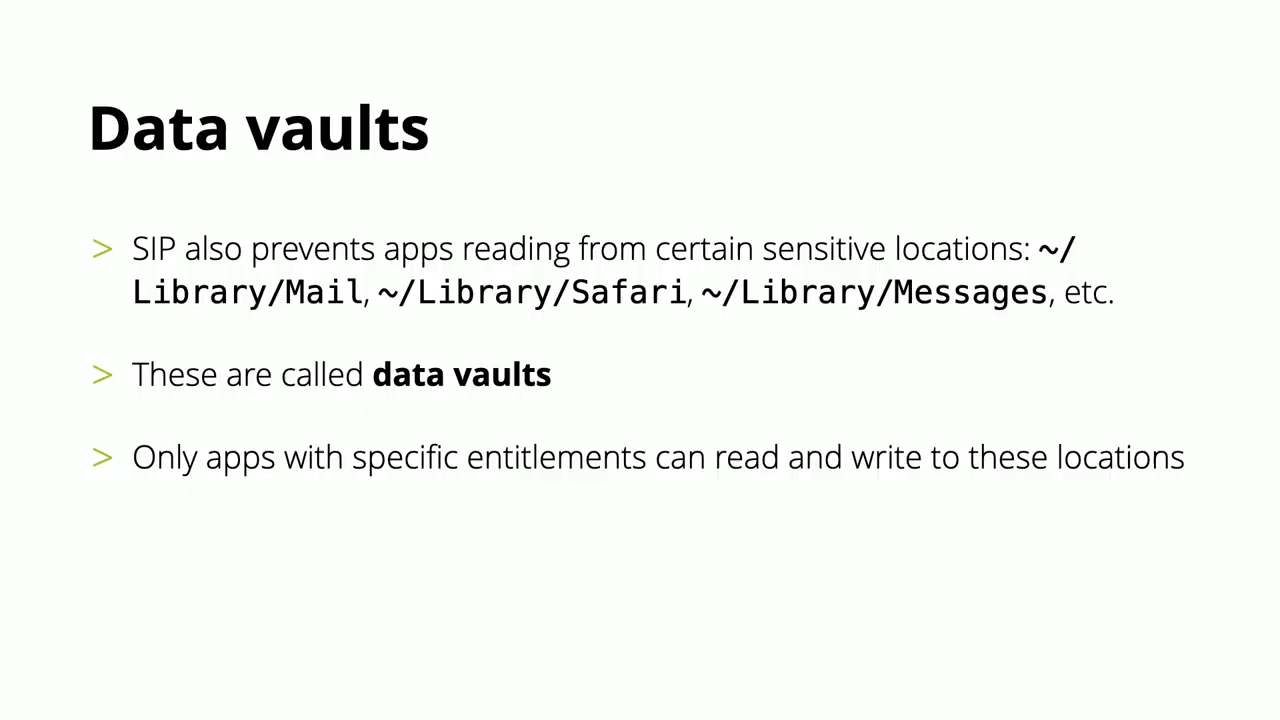 Data vaults
> SIP also prevents apps reading from certain sensitive locations: ~/
Library/Mail, ~/Library/Safari, ~/Library/Messages, etc.
> These are called data vaults
> Only apps with specific entitlements can read and write to these locations